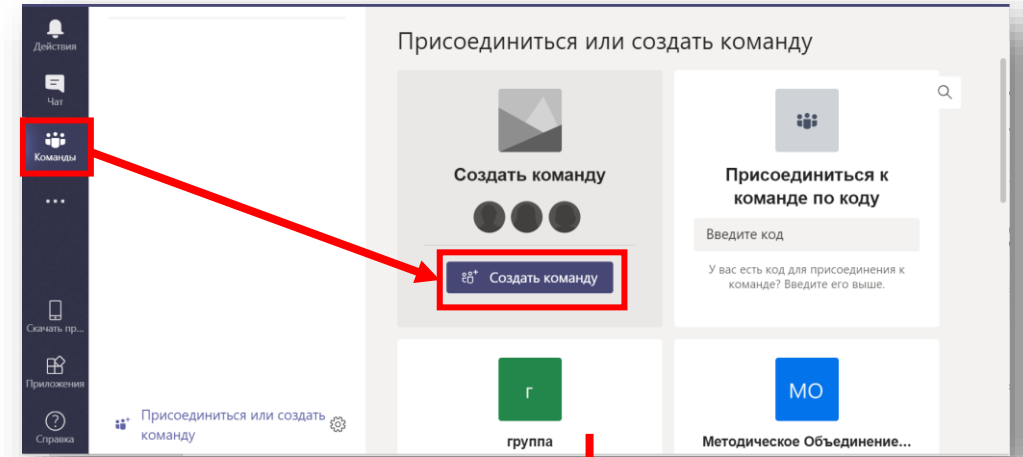 Действия
Чат
Команды
Скачать пр...
Приложения
Справка
Присоединиться или создать
команду
Присоединиться или создать команду
Создать команду
Создать команду
Присоединиться к
команде по коду
Введите код
У вас есть код для присоединения к
команде? Введите его выше.
г
группа
МО
Методическое Объединение...